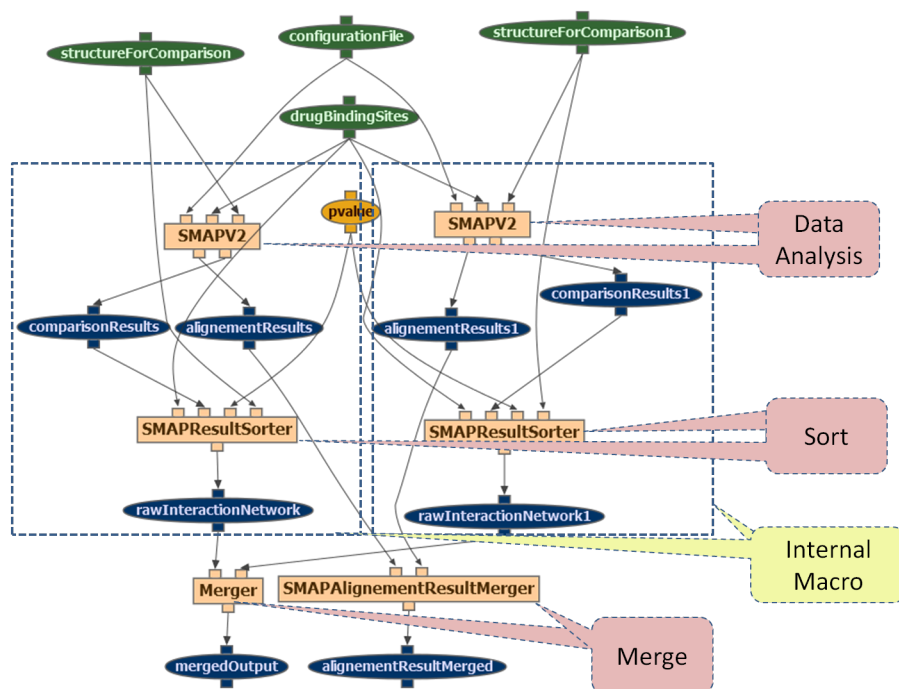 configurationFile
structureForComparison1
structureForComparison
drugBindingSites
pvalue
SMAPV2
SMAPV2
Data
Analysis
comparisonResults1
comparisonResults
alignementResults
alignementResults1
SMAPResultSorter
SMAPResultSorter
Sort
rawInteractionNetwork
rawInteractionNetwork1
Internal
Macro
Merger
SMAPAlignementResultMerger
Merge
mergedOutput
alignementResultMerged